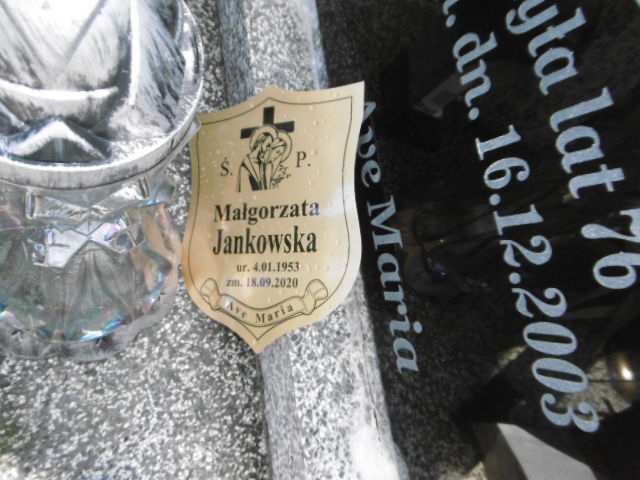 Ś. P.
Małgorzata
Jankowska
ur. 4.01.1953
zm. 18.09.2020
Ave Maria
yła lat 76
. dn. 16.12.2003
Ave Maria